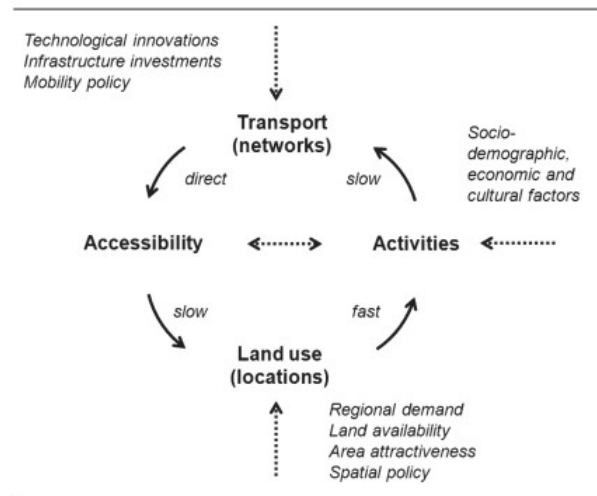 Technological innovations
Infrastructure investments
Mobility policy
Transport
(networks)
Socio-
demographic,
economic and
cultural factors
direct
slow
Accessibility
Activities
slow
fast
Land use
(locations)
Regional demand
Land availability
Area attractiveness
Spatial policy